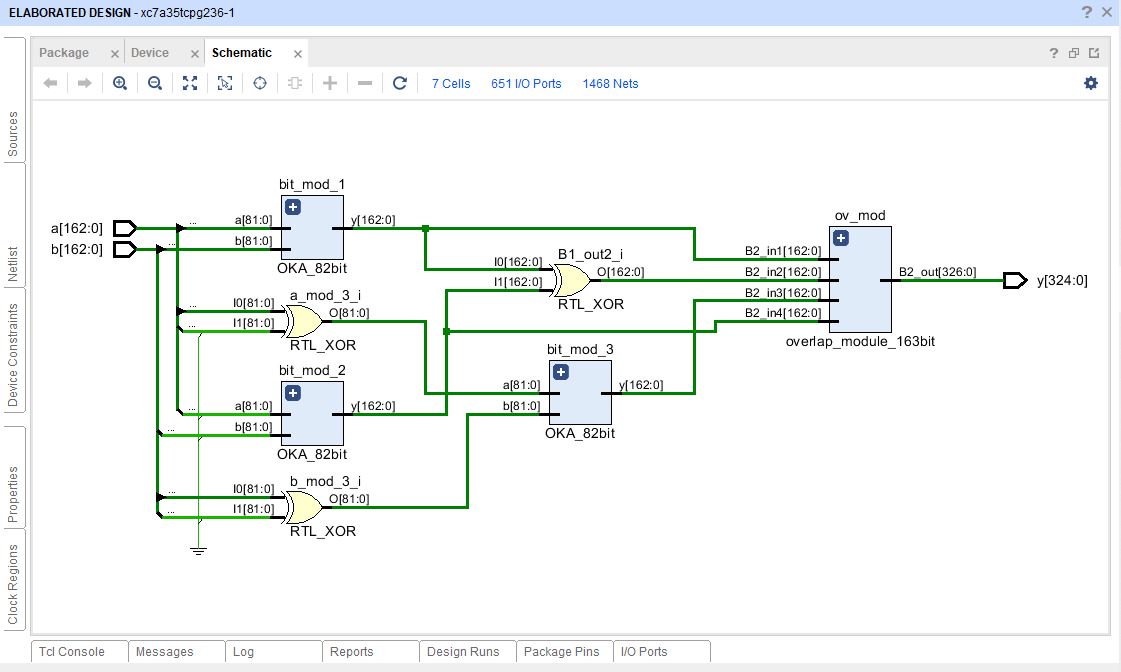 ELABORATED DESIGN - xc7a35tcpg236-1
? ×
Sources
Netlist
Device Constraints
Properties
Clock Regions
Package ×
Device ×
Schematic ×
?
7 Cells 651 I/O Ports 1468 Nets
bit_mod_1
a[162:0]
b[162:0]
...
a[81:0]
b[81:0]
y[162:0]
OKA_82bit
a_mod_3_i
...
I0[81:0]
I1[81:0]
...
O[81:0]
RTL_XOR
bit_mod_2
...
a[81:0]
b[81:0]
...
y[162:0]
OKA_82bit
b_mod_3_i
...
I0[81:0]
I1[81:0]
...
O[81:0]
RTL_XOR
B1_out2_i
I0[162:0]
I1[162:0]
O[162:0]
RTL_XOR
bit_mod_3
a[81:0]
b[81:0]
y[162:0]
OKA_82bit
ov_mod
B2_in1[162:0]
B2_in2[162:0]
B2_in3[162:0]
B2_in4[162:0]
B2_out[326:0]
overlap_module_163bit
y[324:0]
Tcl Console
Messages
Log
Reports
Design Runs
Package Pins
I/O Ports